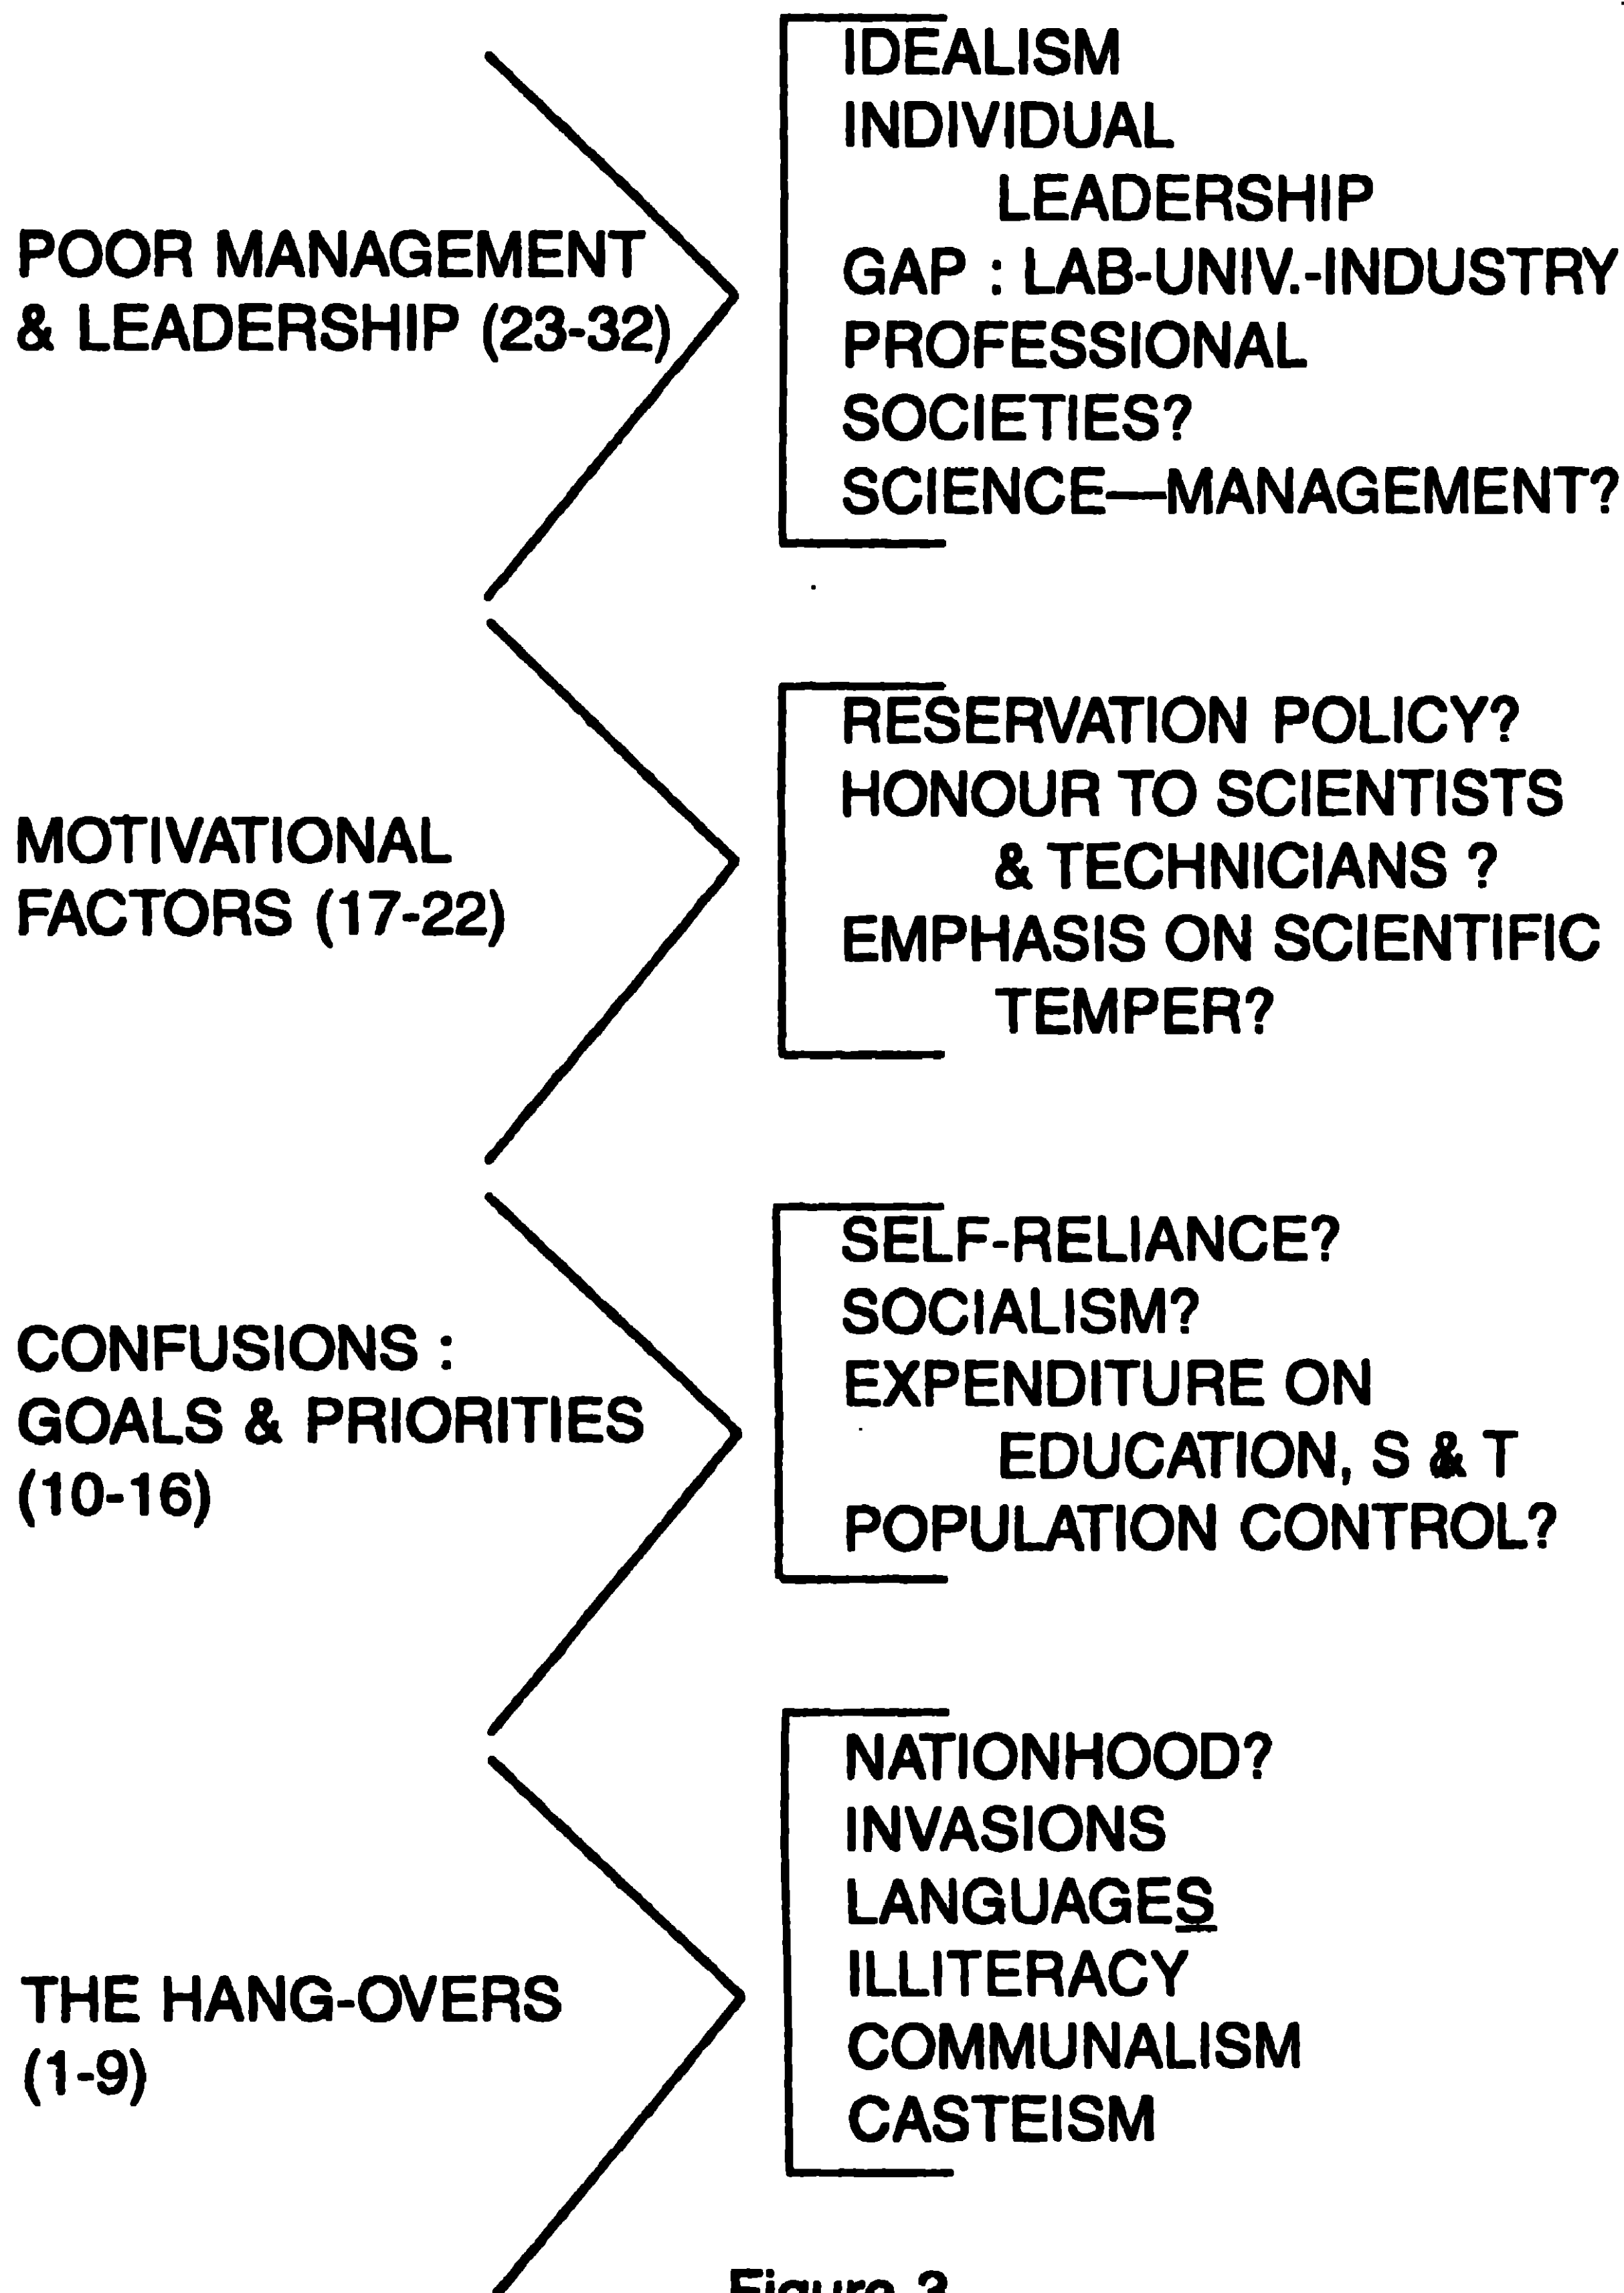 IDEALISM
INDIVIDUAL
LEADERSHIP
POOR MANAGEMENT
& LEADERSHIP (23-32)
GAP : LAB-UNIV.-INDUSTRY
PROFESSIONAL
SOCIETIES?
SCIENCE—MANAGEMENT?
MOTIVATIONAL
FACTORS (17-22)
RESERVATION POLICY?
HONOUR TO SCIENTISTS
& TECHNICIANS ?
EMPHASIS ON SCIENTIFIC
TEMPER?
CONFUSIONS :
GOALS & PRIORITIES
(10-16)
SELF-RELIANCE?
SOCIALISM?
EXPENDITURE ON
EDUCATION, S & T
POPULATION CONTROL?
THE HANG-OVERS
(1-9)
NATIONHOOD?
INVASIONS
LANGUAGES
ILLITERACY
COMMUNALISM
CASTEISM
Figure 3